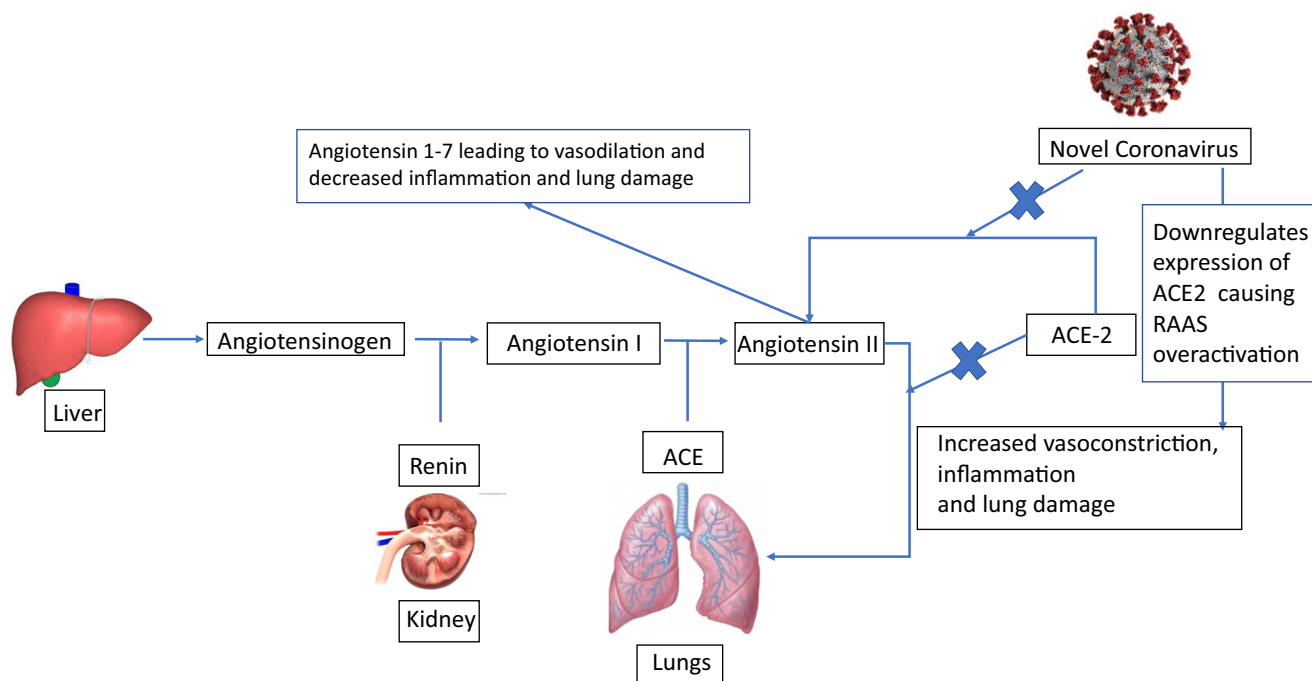 Novel Coronavirus
Angiotensin 1-7 leading to vasodilation and
decreased inflammation and lung damage
Downregulates
expression of
ACE2 causing
RAAS
overactivation
Angiotensinogen
Angiotensin I
Angiotensin II
ACE-2
Liver
Increased vasoconstriction,
inflammation
and lung damage
Renin
ACE
Kidney
Lungs